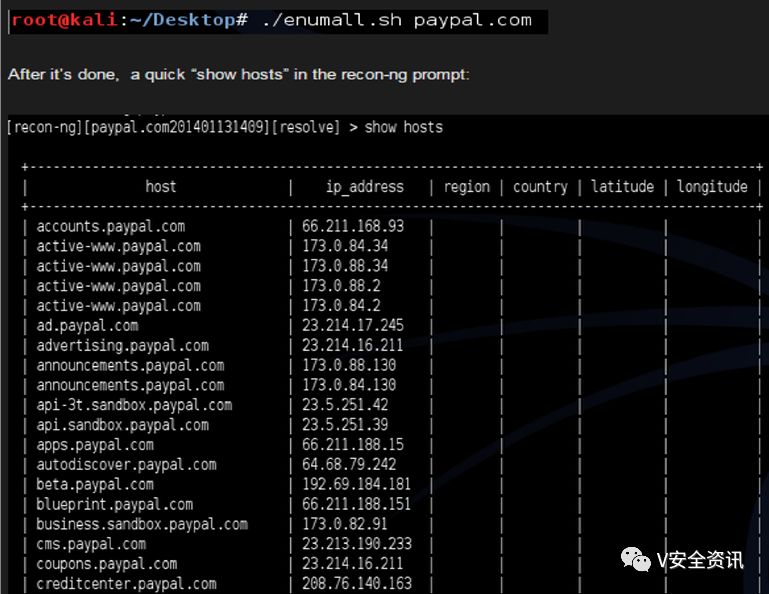 root@kali:~/Desktop# ./enumall.sh paypal.com
After it's done, a quick “show hosts” in the recon-ng prompt:
[recon-ng][paypal.com201401131409][resolve] > show hosts
| host | ip_address | region | country | latitude | longitude |
| accounts.paypal.com | 66.211.168.93
| active-www.paypal.com | 173.0.84.34
| active-www.paypal.com | 173.0.88.34
| active-www.paypal.com | 173.0.88.2
| active-www.paypal.com | 173.0.84.2
| ad.paypal.com | 23.214.17.245
| advertising.paypal.com | 23.214.16.211
| announcements.paypal.com | 173.0.88.130
| announcements.paypal.com | 173.0.84.130
| api-3t.sandbox.paypal.com | 23.5.251.42
| api.sandbox.paypal.com | 23.5.251.39
| apps.paypal.com | 66.211.188.15
| autodiscover.paypal.com | 64.68.79.242
| beta.paypal.com | 192.69.184.181
| blueprint.paypal.com | 66.211.188.151
| business.sandbox.paypal.com | 173.0.82.91
| cms.paypal.com | 23.213.190.233
| coupons.paypal.com | 23.214.16.211
| creditcenter.paypal.com | 208.76.140.163
V安全资讯